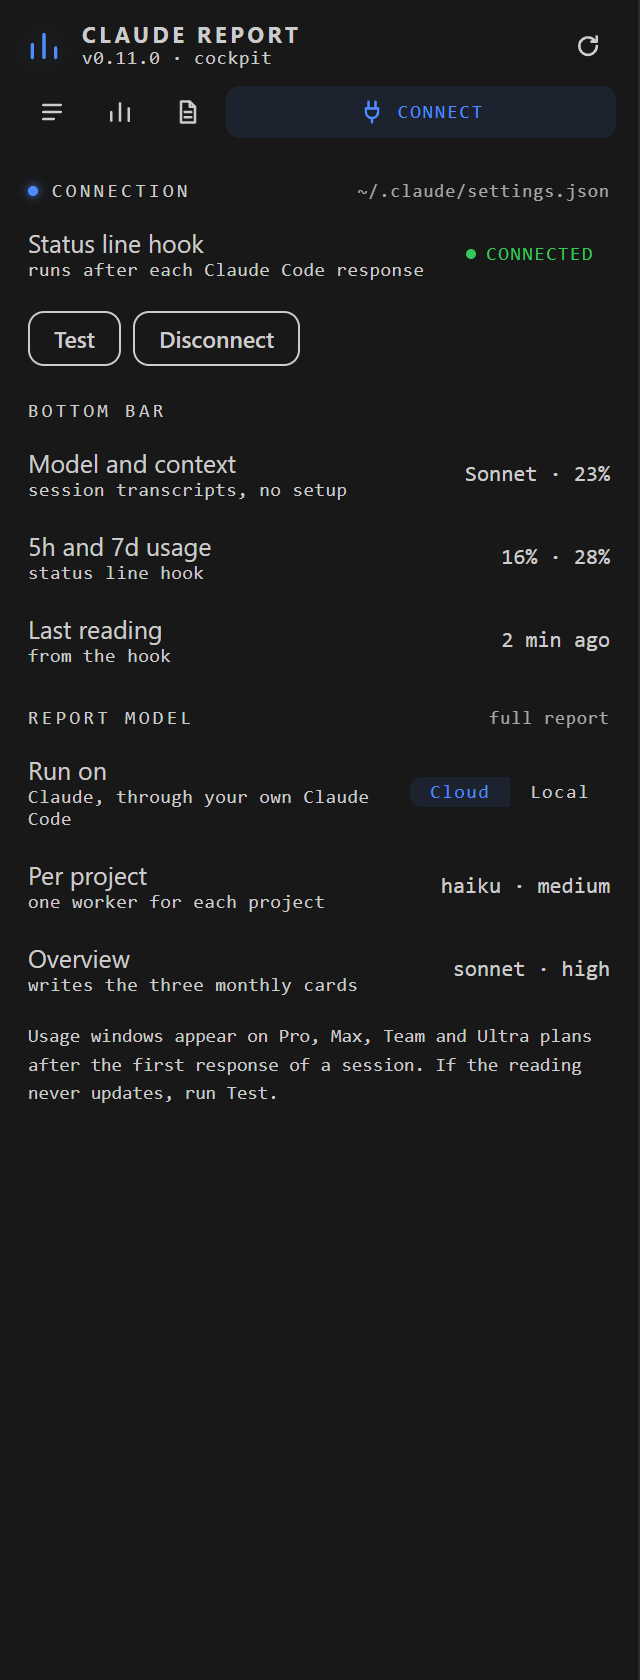 CLAUDE REPORT
v0.11.0 · cockpit
CONNECT
CONNECTION
~/.claude/settings.json
Status line hook
runs after each Claude Code response
CONNECTED
Test
Disconnect
BOTTOM BAR
Model and context
session transcripts, no setup
Sonnet · 23%
5h and 7d usage
status line hook
16% · 28%
Last reading
from the hook
2 min ago
REPORT MODEL
full report
Run on
Claude, through your own Claude
Code
Cloud
Local
Per project
one worker for each project
haiku · medium
Overview
writes the three monthly cards
sonnet · high
Usage windows appear on Pro, Max, Team and Ultra plans
after the first response of a session. If the reading
never updates, run Test.